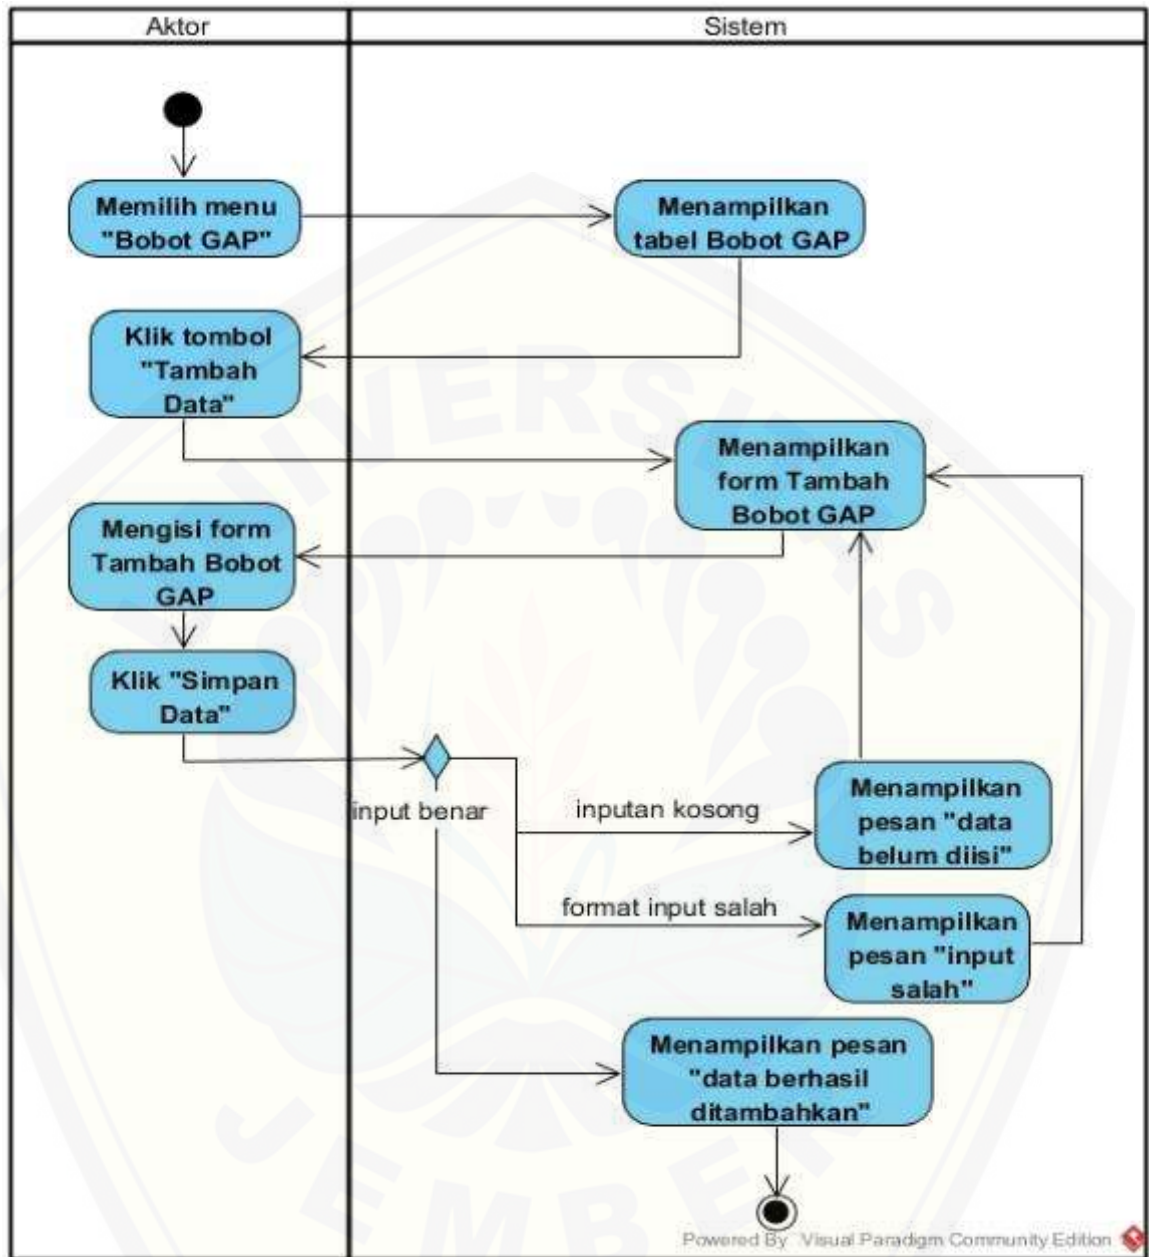 Aktor
Sistem
Memilih menu
"Bobot GAP"
Menampilkan
tabel Bobot GAP
Klik tombol
"Tambah
Data"
Menampilkan
form Tambah
Bobot GAP
Mengisi form
Tambah Bobot
GAP
Klik "Simpan
Data"
input benar
inputan kosong
Menampilkan
pesan "data
belum diisi"
format input salah
Menampilkan
pesan "input
salah"
Menampilkan pesan
"data berhasil
ditambahkan"
UNIVERSITAS
JEMBER
Powered By Visual Paradigm Community Edition